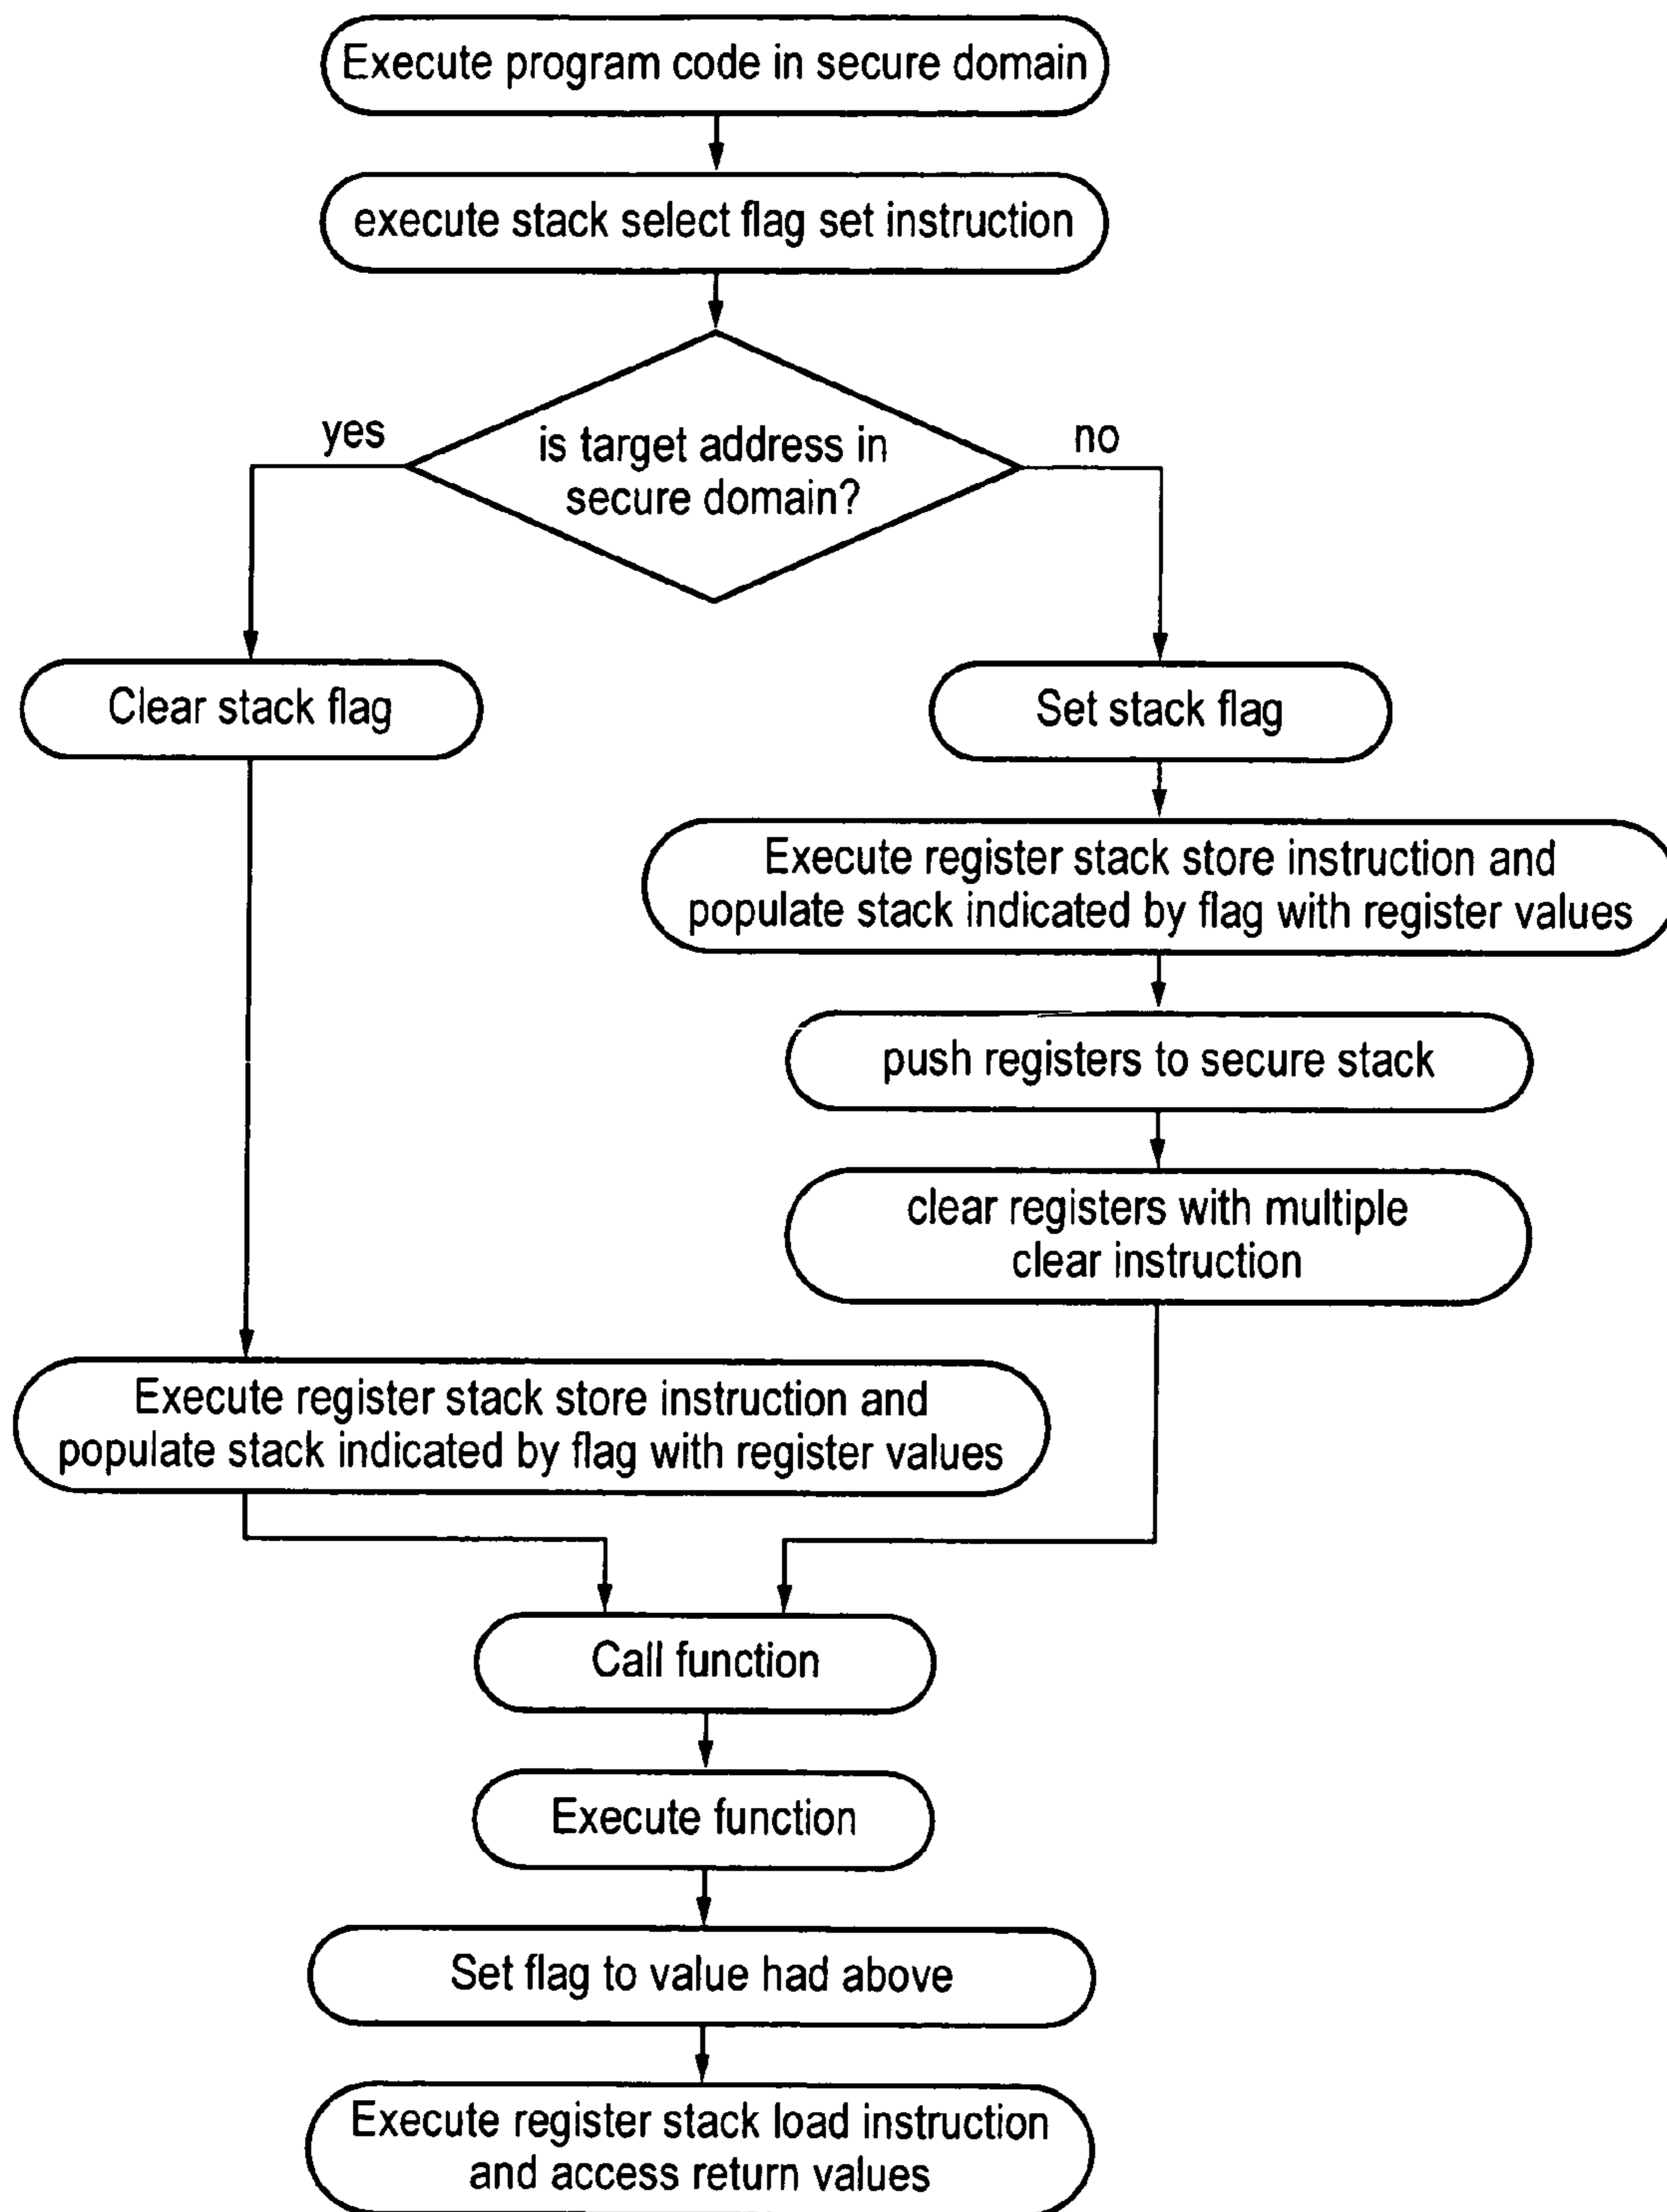 Execute program code in secure domain
execute stack select flag set instruction
is target address in
secure domain?
yes
no
Clear stack flag
Set stack flag
Execute register stack store instruction and
populate stack indicated by flag with register values
push registers to secure stack
clear registers with multiple
clear instruction
Execute register stack store instruction and
populate stack indicated by flag with register values
Call function
Execute function
Set flag to value had above
Execute register stack load instruction
and access return values